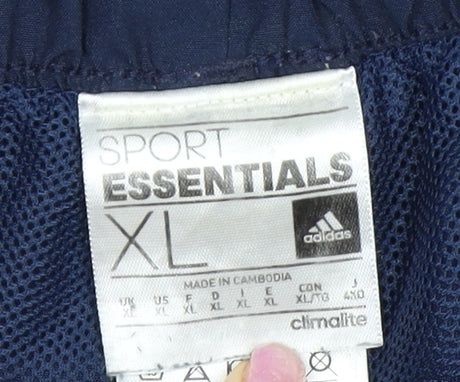 SPORT
ESSENTIALS
XL
adidas
MADE IN CAMBODIA
UK US F D I E CON J
XL XL XL XL XL XL XL/TG 4XO
climalite